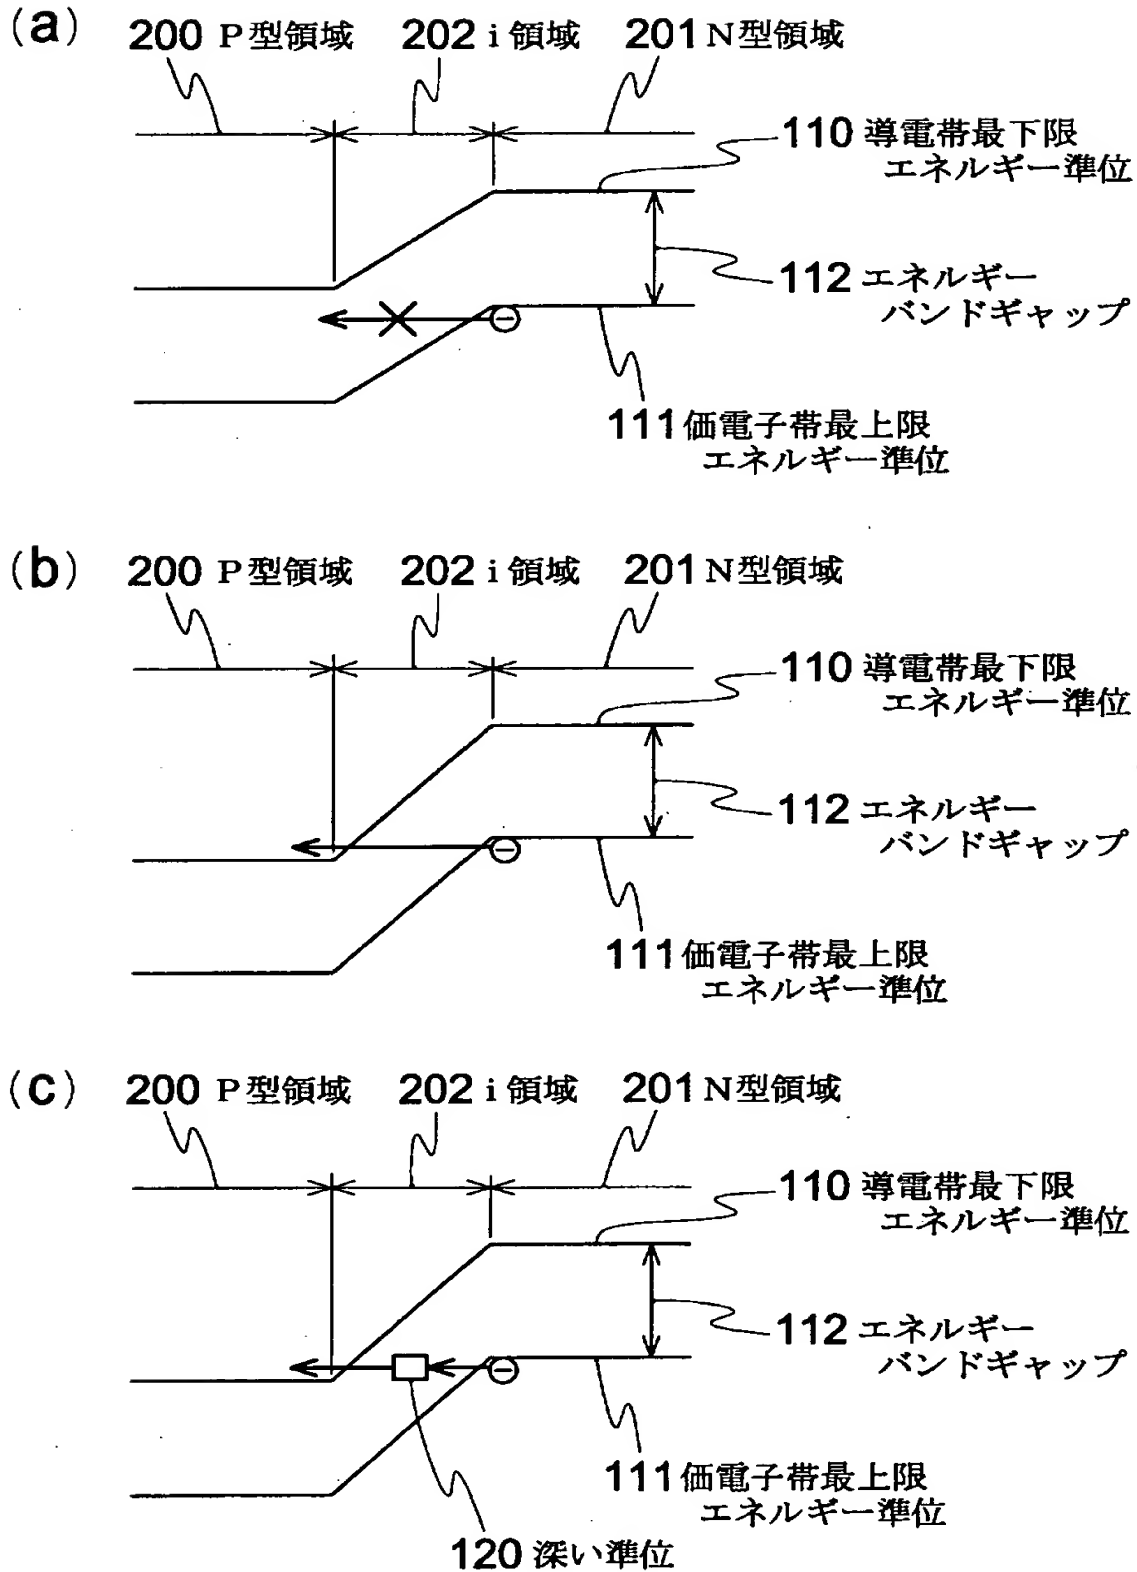 (a) 200 P型領域 202 i領域 201 N型領域
110 導電帯最下限
エネルギー準位
112 エネルギー
バンドギャップ
111 価電子帯最上限
エネルギー準位
(b) 200 P型領域 202 i領域 201 N型領域
110 導電帯最下限
エネルギー準位
112 エネルギー
バンドギャップ
111 価電子帯最上限
エネルギー準位
(c) 200 P型領域 202 i領域 201 N型領域
110 導電帯最下限
エネルギー準位
112 エネルギー
バンドギャップ
111 価電子帯最上限
エネルギー準位
120 深い準位